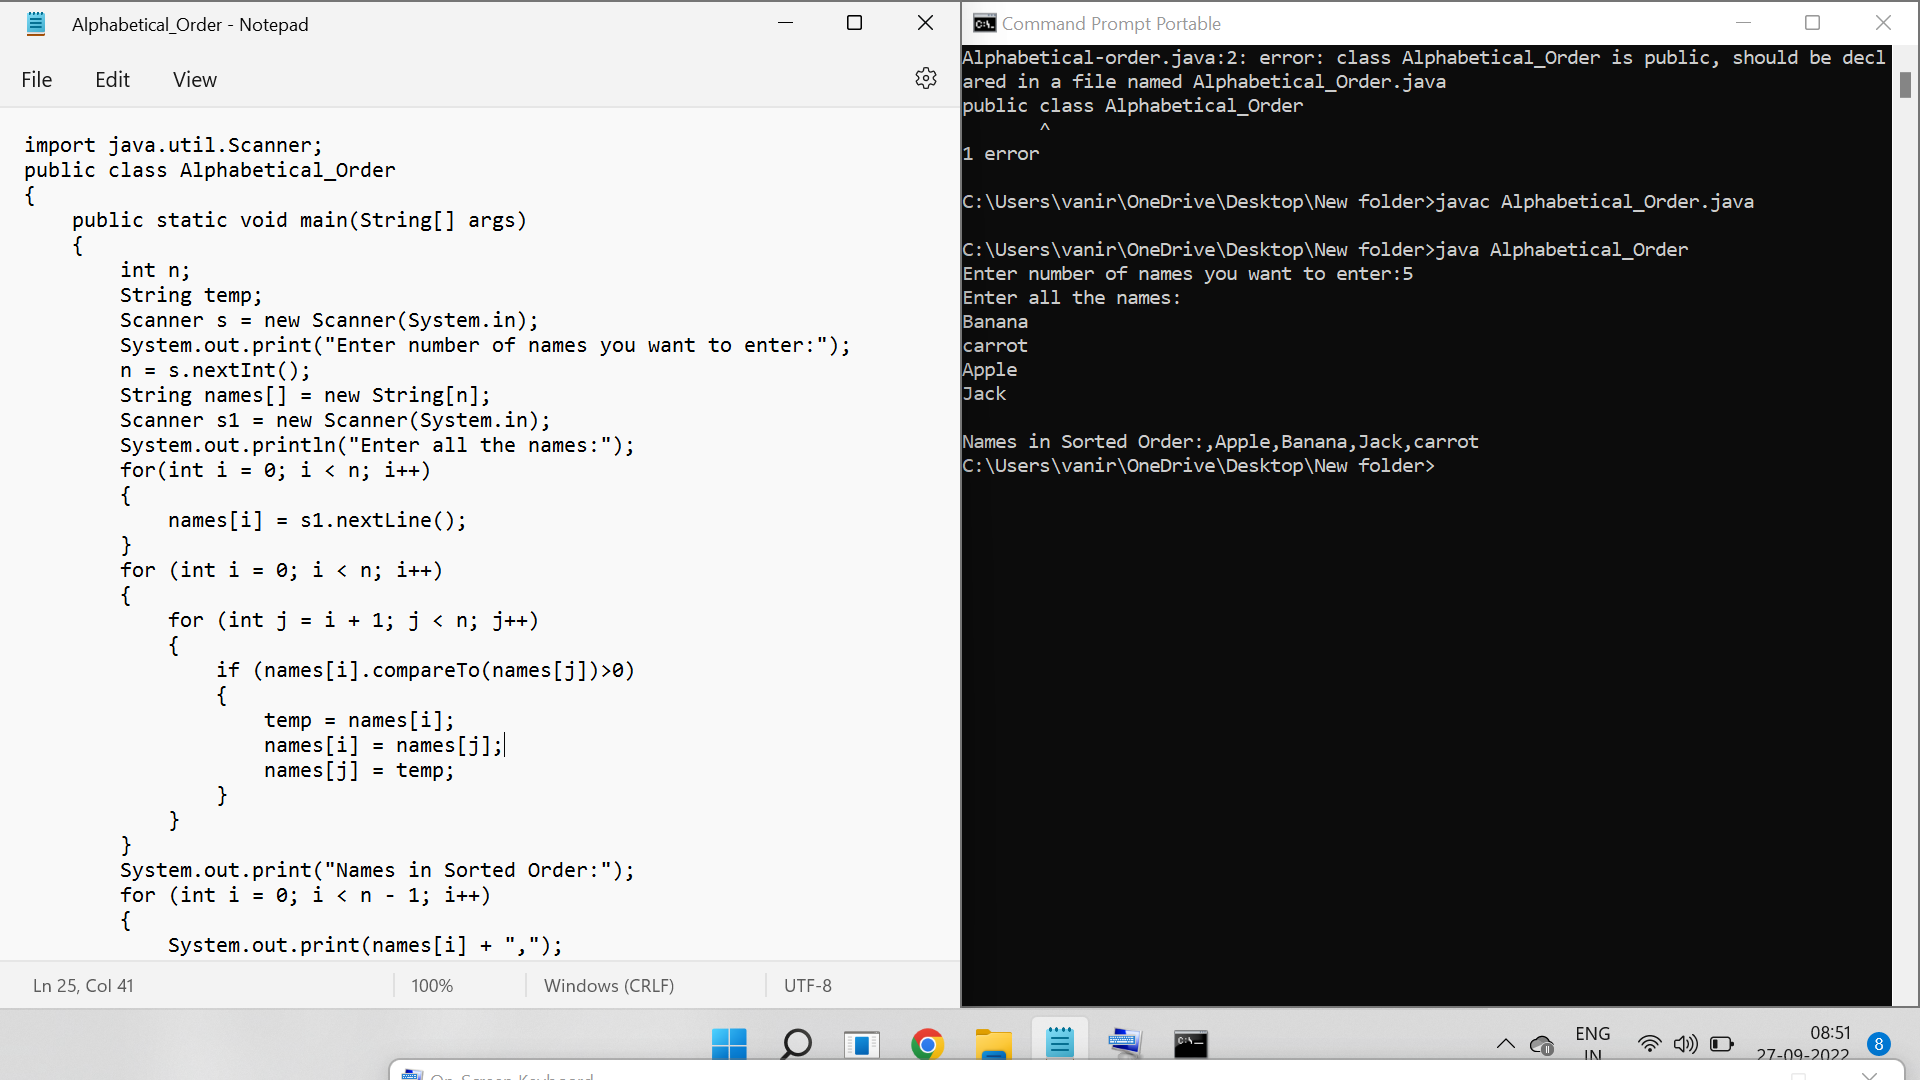 Alphabetical_Order - Notepad
File Edit View
import java.util.Scanner;
public class Alphabetical_Order
{
    public static void main(String[] args)
    {
        int n;
        String temp;
        Scanner s = new Scanner(System.in);
        System.out.print("Enter number of names you want to enter:");
        n = s.nextInt();
        String names[] = new String[n];
        Scanner s1 = new Scanner(System.in);
        System.out.println("Enter all the names:");
        for(int i = 0; i < n; i++)
        {
            names[i] = s1.nextLine();
        }
        for (int i = 0; i < n; i++)
        {
            for (int j = i + 1; j < n; j++)
            {
                if (names[i].compareTo(names[j])>0)
                {
                    temp = names[i];
                    names[i] = names[j];
                    names[j] = temp;
                }
            }
        }
        System.out.print("Names in Sorted Order:");
        for (int i = 0; i < n - 1; i++)
        {
            System.out.print(names[i] + ",");
Ln 25, Col 41 100% Windows (CRLF) UTF-8
Command Prompt Portable
Alphabetical-order.java:2: error: class Alphabetical_Order is public, should be decl
ared in a file named Alphabetical_Order.java
public class Alphabetical_Order
       ^
1 error
C:\Users\vanir\OneDrive\Desktop\New folder>javac Alphabetical_Order.java
C:\Users\vanir\OneDrive\Desktop\New folder>java Alphabetical_Order
Enter number of names you want to enter:5
Enter all the names:
Banana
carrot
Apple
Jack
Names in Sorted Order:,Apple,Banana,Jack,carrot
C:\Users\vanir\OneDrive\Desktop\New folder>
ENG
IN
08:51
27-09-2022
8
On-Screen Keyboard